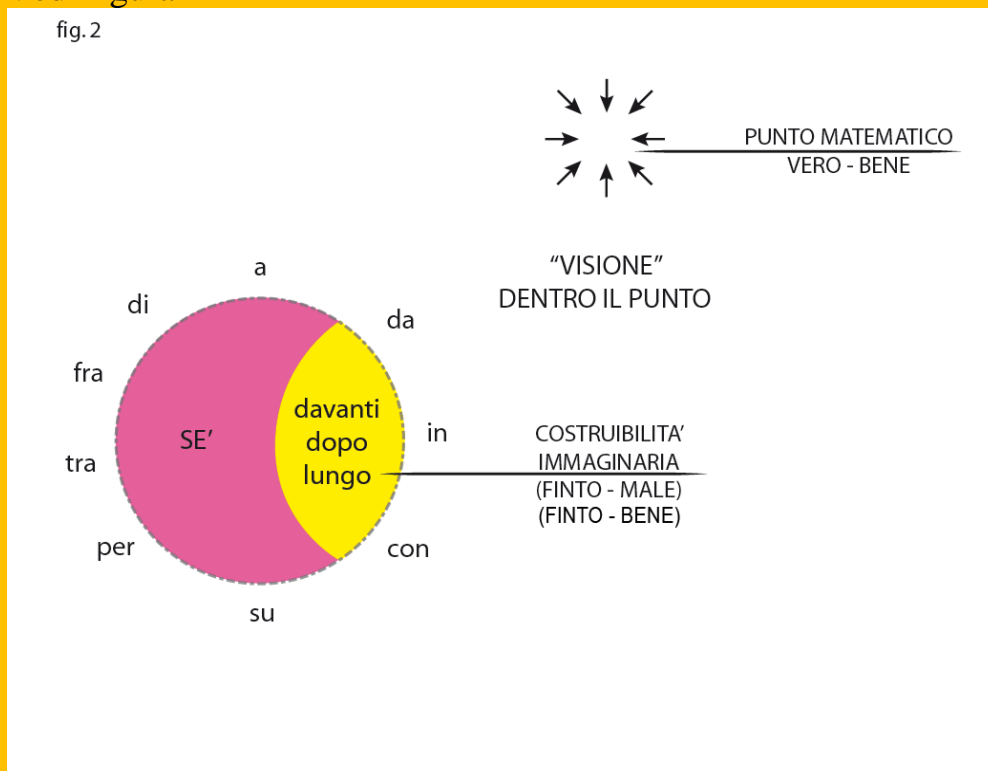 fig. 2
PUNTO MATEMATICO
VERO - BENE
“VISIONE”
DENTRO IL PUNTO
a
di
da
fra
davanti
dopo
lungo
SE’
in
tra
COSTRUIBILITA’
IMMAGINARIA
(FINTO - MALE)
(FINTO - BENE)
per
con
su